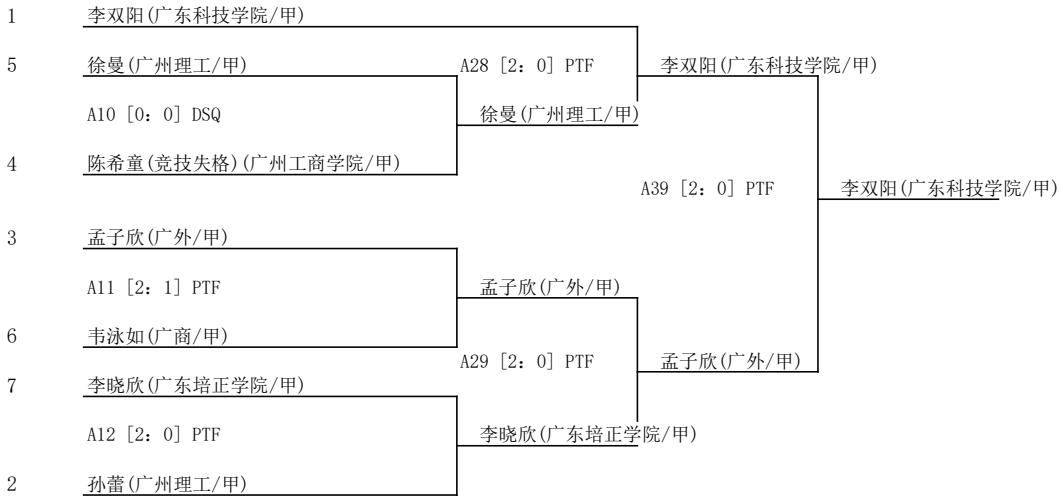 1 李双阳(广东科技学院/甲)
5 徐曼(广州理工/甲) A28 [2: 0] PTF 李双阳(广东科技学院/甲)
A10 [0: 0] DSQ 徐曼(广州理工/甲)
4 陈希童(竞技失格)(广州工商学院/甲)
A39 [2: 0] PTF 李双阳(广东科技学院/甲)
3 孟子欣(广外/甲)
A11 [2: 1] PTF 孟子欣(广外/甲)
6 韦泳如(广商/甲)
A29 [2: 0] PTF 孟子欣(广外/甲)
7 李晓欣(广东培正学院/甲)
A12 [2: 0] PTF 李晓欣(广东培正学院/甲)
2 孙蕾(广州理工/甲)